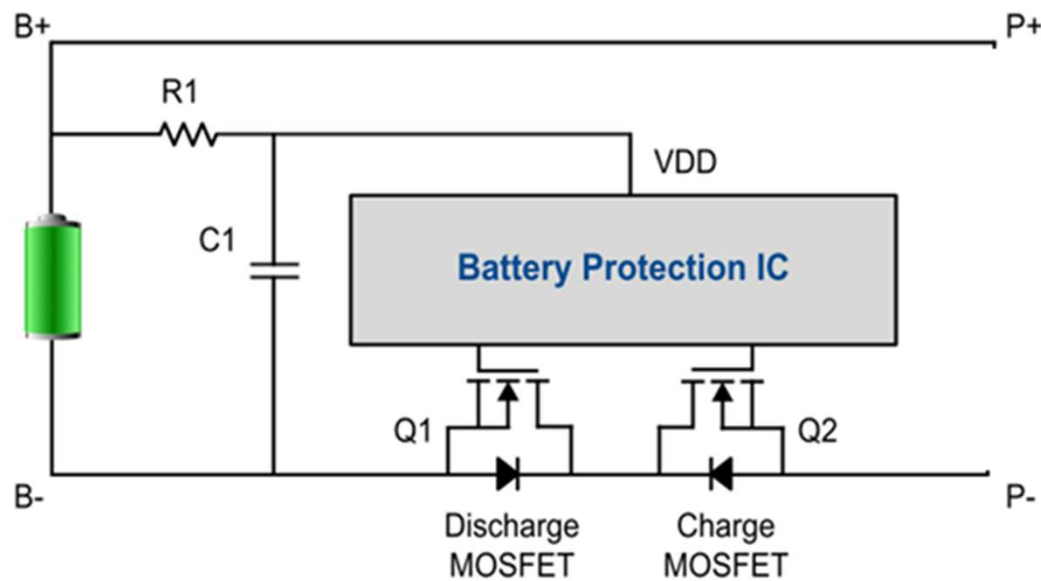 B+
P+
R1
VDD
C1
Battery Protection IC
Q1
Q2
B-
P-
Discharge
MOSFET
Charge
MOSFET